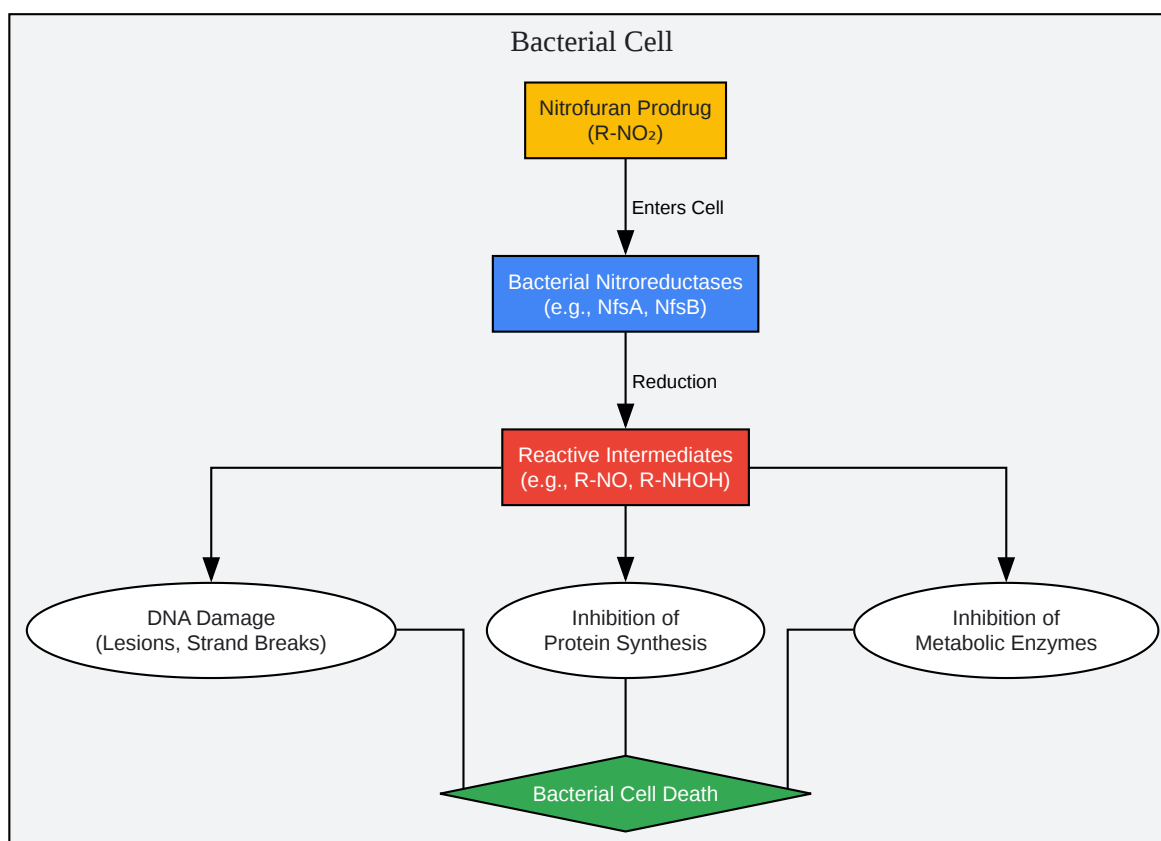 Bacterial Cell
Nitrofuran Prodrug
(R-NO₂)
Enters Cell
Bacterial Nitroreductases
(e.g., NfsA, NfsB)
Reduction
Reactive Intermediates
(e.g., R-NO, R-NHOH)
DNA Damage
(Lesions, Strand Breaks)
Inhibition of
Protein Synthesis
Inhibition of
Metabolic Enzymes
Bacterial Cell Death